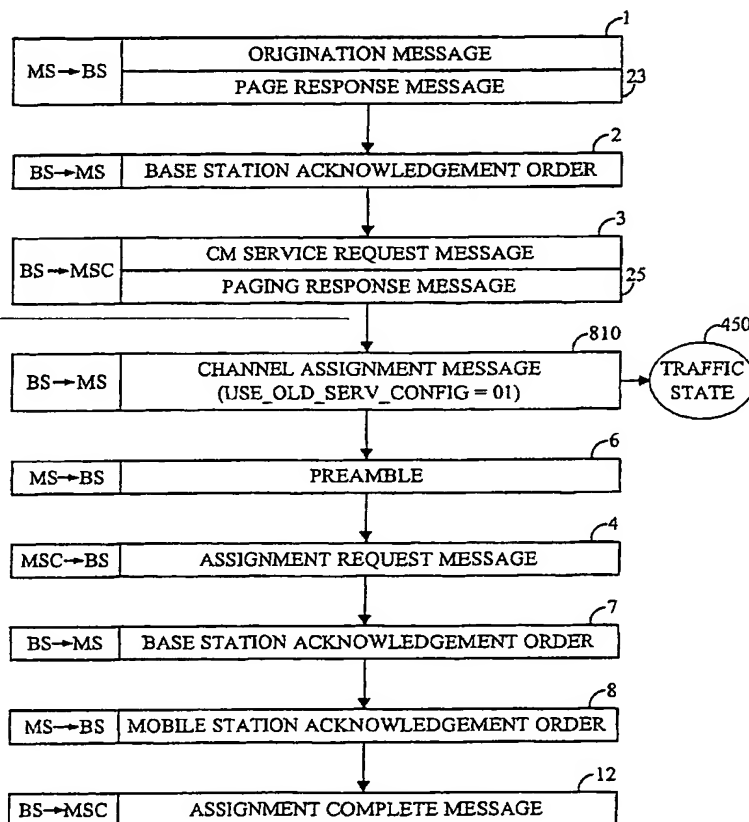 1
MS→BS
ORIGINATION MESSAGE
23
PAGE RESPONSE MESSAGE
2
BS→MS
BASE STATION ACKNOWLEDGEMENT ORDER
3
BS→MSC
CM SERVICE REQUEST MESSAGE
25
PAGING RESPONSE MESSAGE
810
450
BS→MS
CHANNEL ASSIGNMENT MESSAGE
(USE_OLD_SERV_CONFIG = 01)
TRAFFIC
STATE
6
MS→BS
PREAMBLE
4
MSC→BS
ASSIGNMENT REQUEST MESSAGE
7
BS→MS
BASE STATION ACKNOWLEDGEMENT ORDER
8
MS→BS
MOBILE STATION ACKNOWLEDGEMENT ORDER
12
BS→MSC
ASSIGNMENT COMPLETE MESSAGE